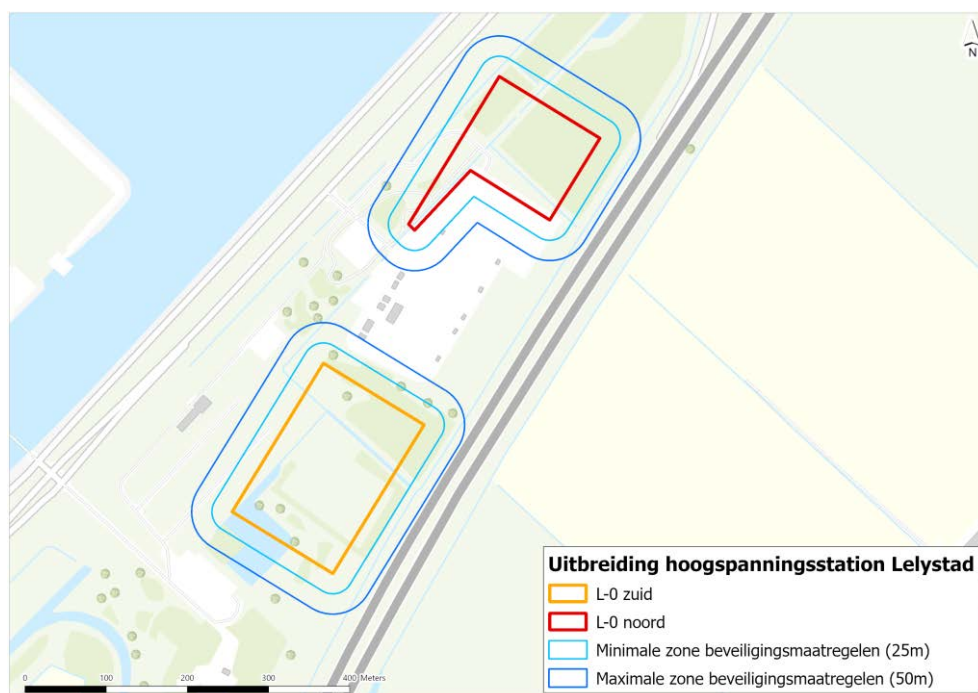 N
Uitbreiding hoogspanningsstation Lelystad
L-0 zuid
L-0 noord
Minimale zone beveiligingsmaatregelen (25m)
Maximale zone beveiligingsmaatregelen (50m)
0 100 200 300 400 Meters